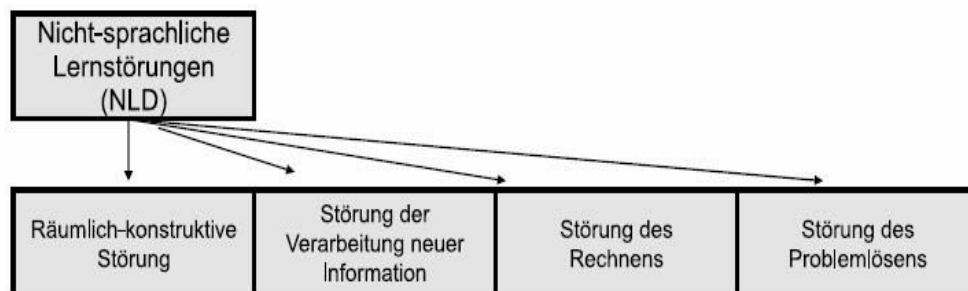 Nicht-sprachliche
Lernstörungen
(NLD)
Räumlich-konstruktive
Störung
Störung der
Verarbeitung neuer
Information
Störung des
Rechnens
Störung des
Problemlösens